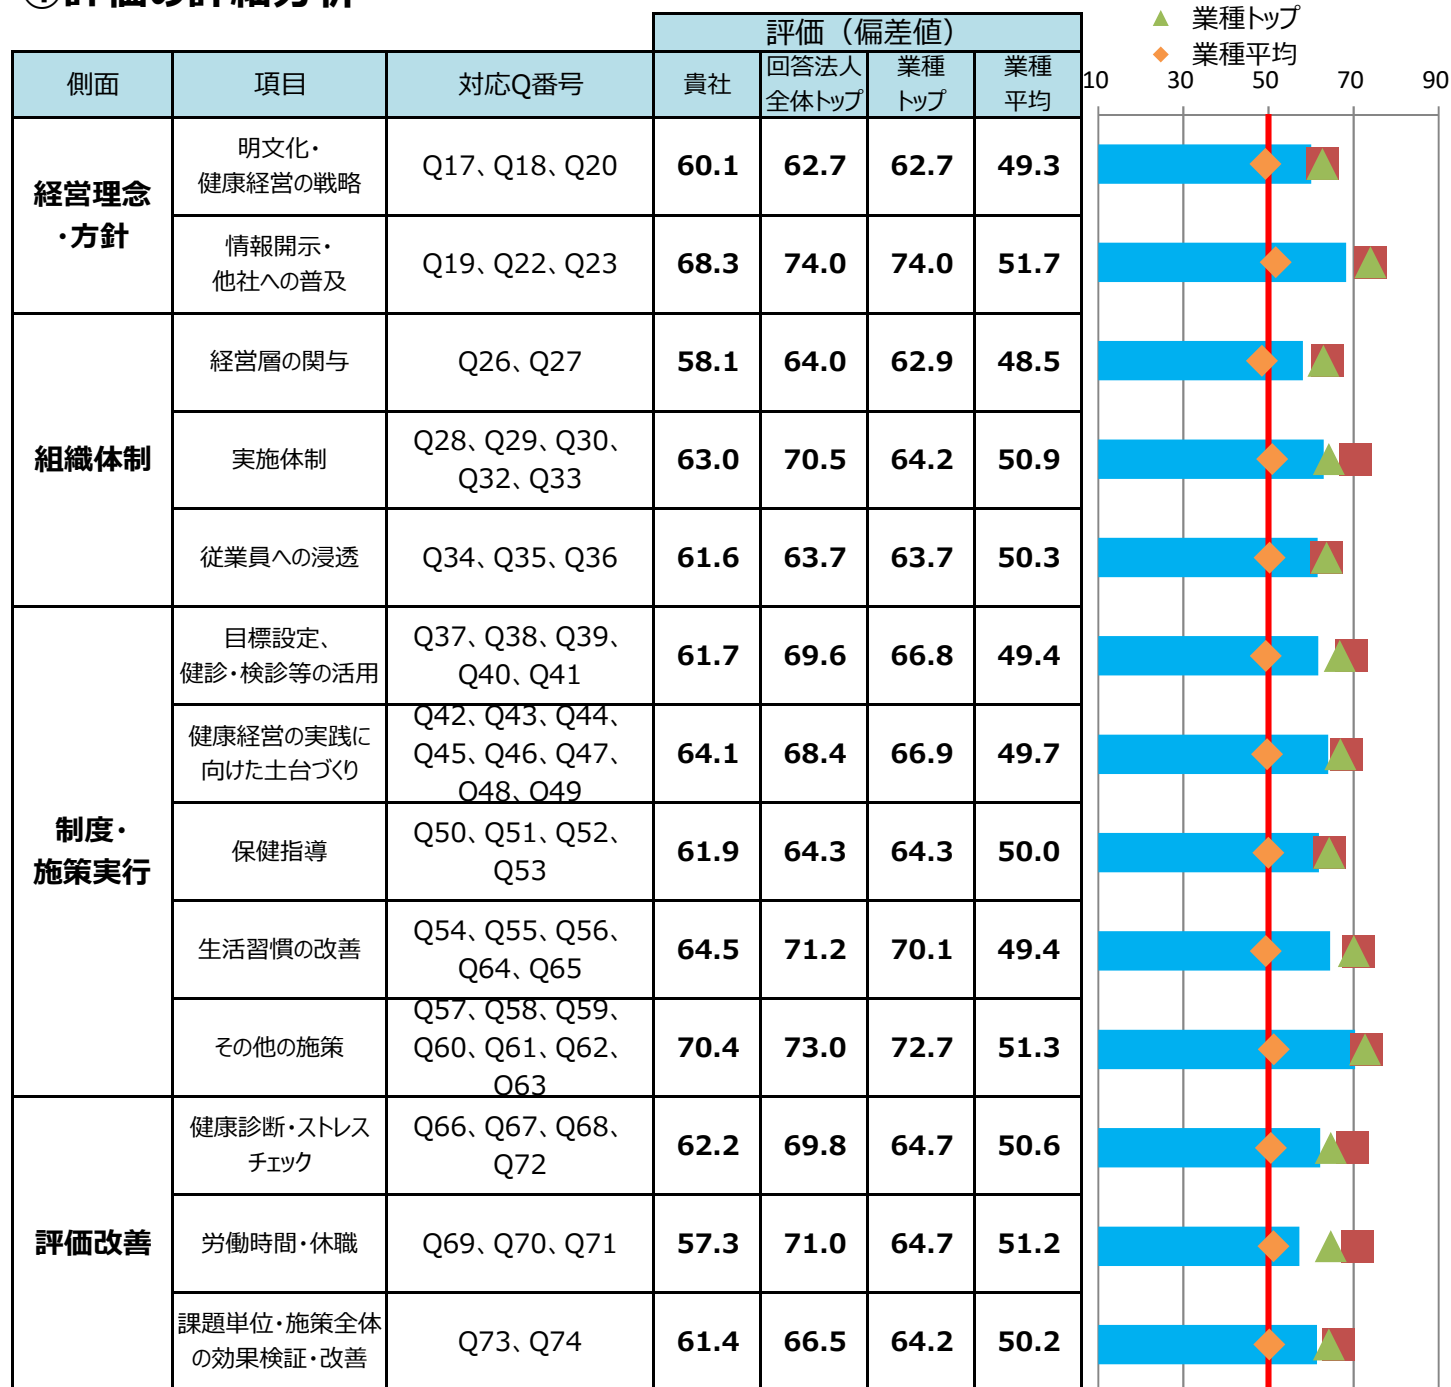 ①評価の詳細分析
▲ 業種トップ
◆ 業種平均
評価（偏差値）
側面 項目 対応Q番号 貴社 回答法人 業種 業種
全体トップ トップ 平均
10 30 50 70 90
経営理念
・方針
明文化・
健康経営の戦略
Q17、Q18、Q20
60.1 62.7 62.7 49.3
情報開示・
他社への普及
Q19、Q22、Q23
68.3 74.0 74.0 51.7
組織体制
経営層の関与
Q26、Q27
58.1 64.0 62.9 48.5
実施体制
Q28、Q29、Q30、
Q32、Q33
63.0 70.5 64.2 50.9
従業員への浸透
Q34、Q35、Q36
61.6 63.7 63.7 50.3
制度・
施策実行
目標設定、
健診・検診等の活用
Q37、Q38、Q39、
Q40、Q41
61.7 69.6 66.8 49.4
健康経営の実践に
向けた土台づくり
Q42、Q43、Q44、
Q45、Q46、Q47、
Q48、Q49
64.1 68.4 66.9 49.7
保健指導
Q50、Q51、Q52、
Q53
61.9 64.3 64.3 50.0
生活習慣の改善
Q54、Q55、Q56、
Q64、Q65
64.5 71.2 70.1 49.4
その他の施策
Q57、Q58、Q59、
Q60、Q61、Q62、
Q63
70.4 73.0 72.7 51.3
評価改善
健康診断・ストレス
チェック
Q66、Q67、Q68、
Q72
62.2 69.8 64.7 50.6
労働時間・休職
Q69、Q70、Q71
57.3 71.0 64.7 51.2
課題単位・施策全体
の効果検証・改善
Q73、Q74
61.4 66.5 64.2 50.2